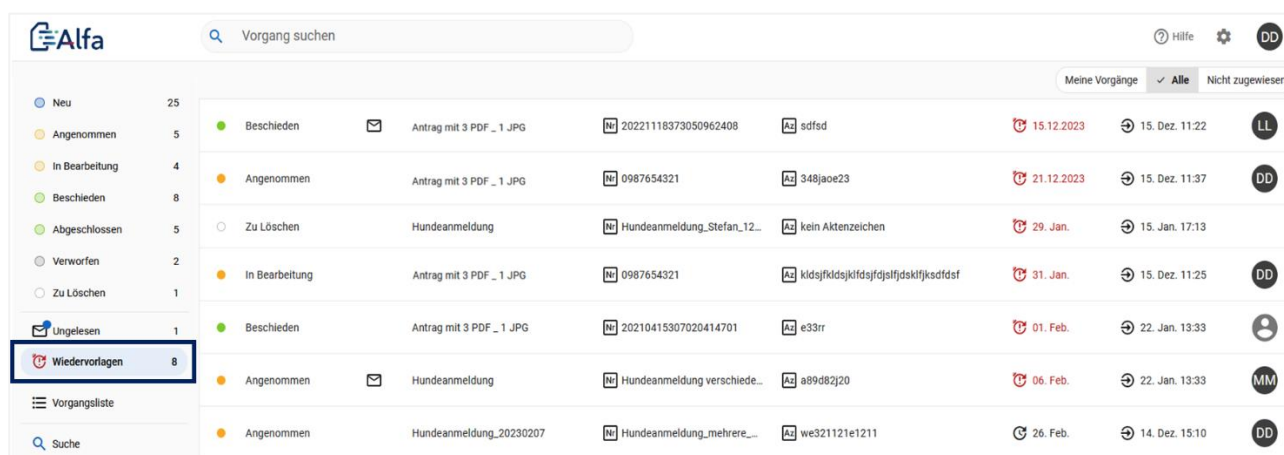 Alfa
Vorgang suchen
Hilfe
DD
Meine Vorgänge Alle Nicht zugewiesen
Neu 25
Angenommen 5
In Bearbeitung 4
Beschieden 8
Abgeschlossen 5
Verworfen 2
Zu Löschen 1
Ungelesen 1
Wiedervorlagen 8
Vorgangsliste
Suche
Beschieden Antrag mit 3 PDF _ 1 JPG Nr 20221118373050962408 Az sdfsd 15.12.2023 15. Dez. 11:22 LL
Angenommen Antrag mit 3 PDF _ 1 JPG Nr 0987654321 Az 348jaoe23 21.12.2023 15. Dez. 11:37 DD
Zu Löschen Hundeanmeldung Nr Hundeanmeldung_Stefan_12... Az kein Aktenzeichen 29. Jan. 15. Jan. 17:13
In Bearbeitung Antrag mit 3 PDF _ 1 JPG Nr 0987654321 Az 31. Jan. 15. Dez. 11:25 DD
Beschieden Antrag mit 3 PDF _ 1 JPG Nr 20210415307020414701 Az e33rr 01. Feb. 22. Jan. 13:33
Angenommen Hundeanmeldung Nr Hundeanmeldung verschiede... Az a89d82j20 06. Feb. 22. Jan. 13:33 MM
Angenommen Hundeanmeldung_20230207 Nr Hundeanmeldung_mehrere_... Az we321121e1211 26. Feb. 14. Dez. 15:10 DD